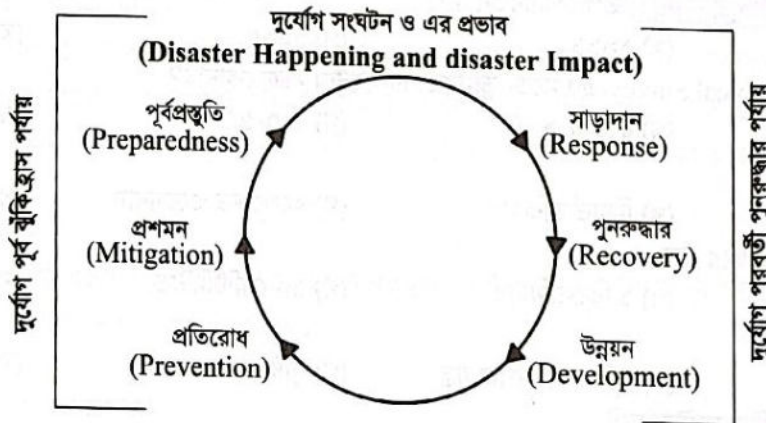 দুর্যোগ সংঘটন ও এর প্রভাব
(Disaster Happening and disaster Impact)
পূর্বপ্রস্তুতি
(Preparedness)
সাড়াদান
(Response)
প্রশমন
(Mitigation)
পুনরুদ্ধার
(Recovery)
প্রতিরোধ
(Prevention)
উন্নয়ন
(Development)
দুর্যোগ পূর্ব ঝুঁকিহ্রাস পর্যায়
দুর্যোগ পরবর্তী পুনরুদ্ধার পর্যায়